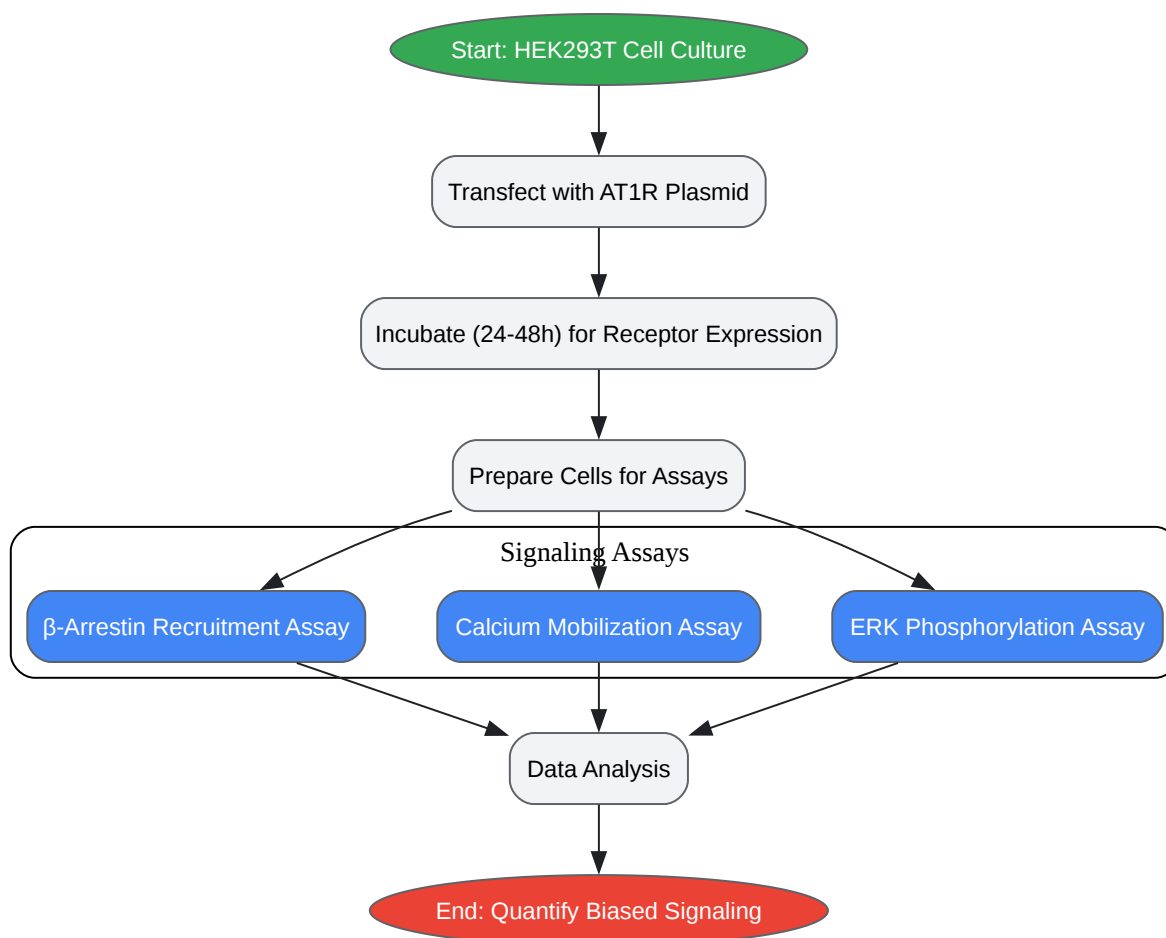 Start: HEK293T Cell Culture
Transfect with AT1R Plasmid
Incubate (24-48h) for Receptor Expression
Prepare Cells for Assays
Signaling Assays
β-Arrestin Recruitment Assay
Calcium Mobilization Assay
ERK Phosphorylation Assay
Data Analysis
End: Quantify Biased Signaling